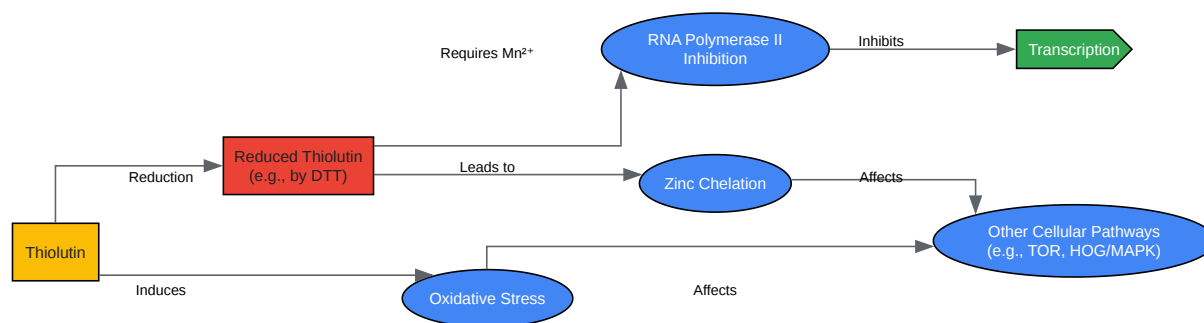 RNA Polymerase II
Inhibition
Requires Mn²⁺
Inhibits
Transcription
Reduced Thiolutin
(e.g., by DTT)
Reduction
Leads to
Zinc Chelation
Affects
Thiolutin
Other Cellular Pathways
(e.g., TOR, HOG/MAPK)
Induces
Oxidative Stress
Affects